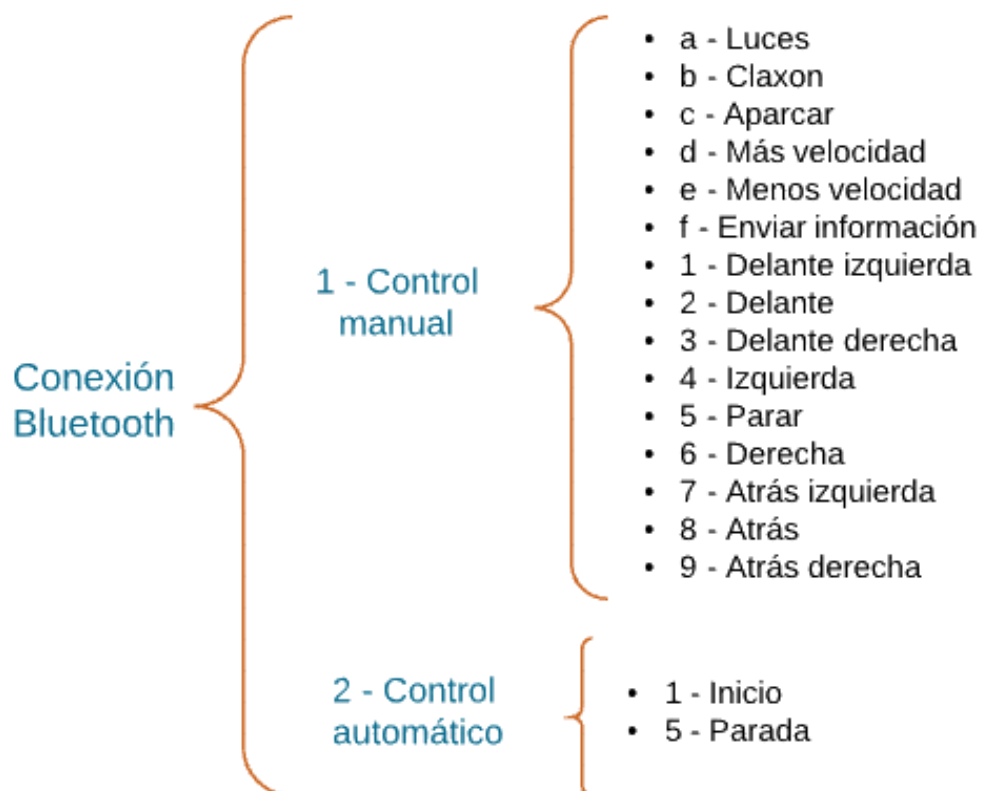 Conexión
Bluetooth
1 - Control
manual
• a - Luces
• b - Claxon
• c - Aparcar
• d - Más velocidad
• e - Menos velocidad
• f - Enviar información
• 1 - Delante izquierda
• 2 - Delante
• 3 - Delante derecha
• 4 - Izquierda
• 5 - Parar
• 6 - Derecha
• 7 - Atrás izquierda
• 8 - Atrás
• 9 - Atrás derecha
2 - Control
automático
• 1 - Inicio
• 5 - Parada